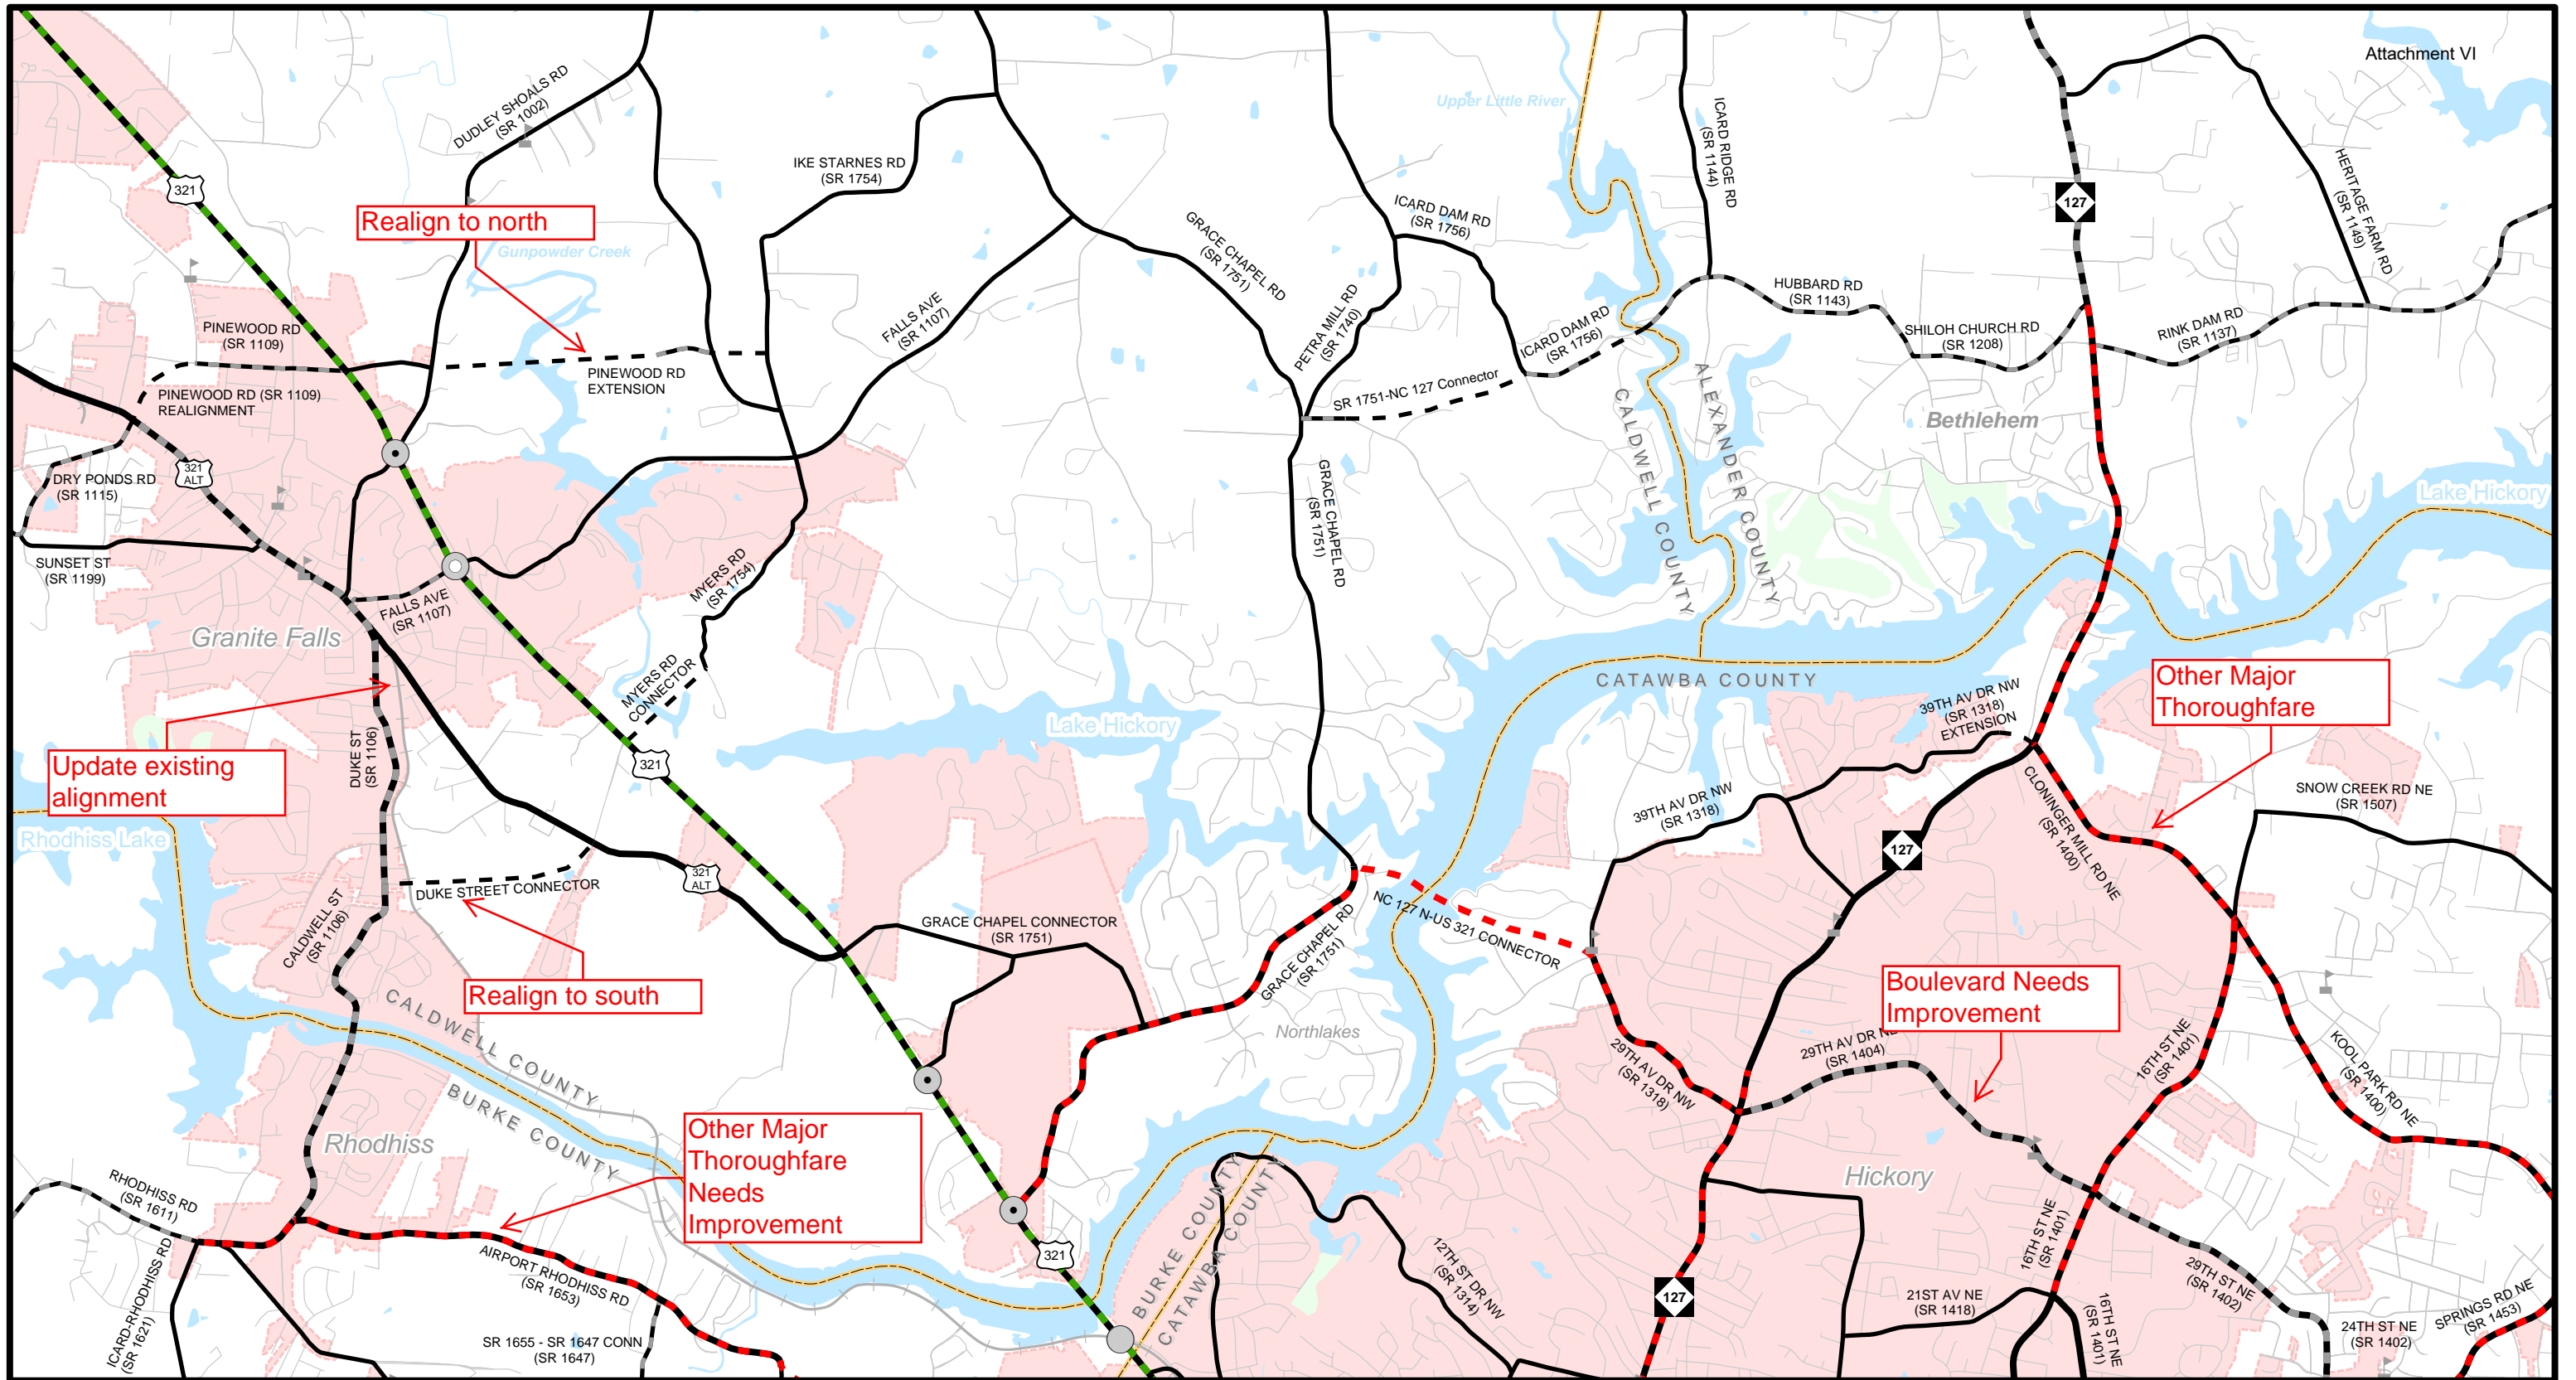 Attachment VI
DUDLEY SHOALS RD
(SR 1002)
Upper Little River
ICARD RIDGE RD
(SR 1144)
IKE STARNES RD
(SR 1754)
321
127
HERITAGE FARM RD
(SR 1149)
Realign to north
ICARD DAM RD
(SR 1756)
GRACE CHAPEL RD
(SR 1751)
Gunpowder Creek
HUBBARD RD
(SR 1143)
PINEWOOD RD
(SR 1109)
FALLS AVE
(SR 1107)
PETRA MILL RD
(SR 1740)
ICARD DAM RD
(SR 1756)
SHILOH CHURCH RD
(SR 1208)
RINK DAM RD
(SR 1137)
PINEWOOD RD
EXTENSION
PINEWOOD RD (SR 1109)
REALIGNMENT
SR 1751-NC 127 Connector
CALDWELL COUNTY
ALEXANDER COUNTY
Bethlehem
321
ALT
DRY PONDS RD
(SR 1115)
GRACE CHAPEL RD
(SR 1751)
Lake Hickory
SUNSET ST
(SR 1199)
MYERS RD
(SR 1754)
FALLS AVE
(SR 1107)
Granite Falls
MYERS RD
CONNECTOR
CATAWBA COUNTY
39TH AV DR NW
(SR 1318)
EXTENSION
Other Major
Thoroughfare
Lake Hickory
DUKE ST
(SR 1106)
321
Update existing
alignment
Rhodhiss Lake
39TH AV DR NW
(SR 1318)
CLONINGER MILL RD NE
(SR 1400)
SNOW CREEK RD NE
(SR 1507)
127
321
ALT
DUKE STREET CONNECTOR
CALDWELL ST
(SR 1106)
GRACE CHAPEL CONNECTOR
(SR 1751)
GRACE CHAPEL RD
(SR 1751)
NC 127 N-US 321 CONNECTOR
Realign to south
Boulevard Needs
Improvement
CALDWELL COUNTY
Northlakes
29TH AV DR NW
(SR 1318)
29TH AV DR NE
(SR 1404)
16TH ST NE
(SR 1401)
KOOL PARK RD NE
(SR 1400)
BURKE COUNTY
Rhodhiss
Other Major
Thoroughfare
Needs
Improvement
Hickory
RHODHISS RD
(SR 1611)
BURKE COUNTY
CATAWBA COUNTY
16TH ST NE
(SR 1401)
321
12TH ST DR NW
(SR 1314)
AIRPORT RHODHISS RD
(SR 1653)
ICARD-RHODHISS RD
(SR 1621)
127
21ST AV NE
(SR 1418)
29TH ST NE
(SR 1402)
16TH ST NE
(SR 1401)
SR 1655 - SR 1647 CONN
(SR 1647)
24TH ST NE
(SR 1402)
SPRINGS RD NE
(SR 1453)